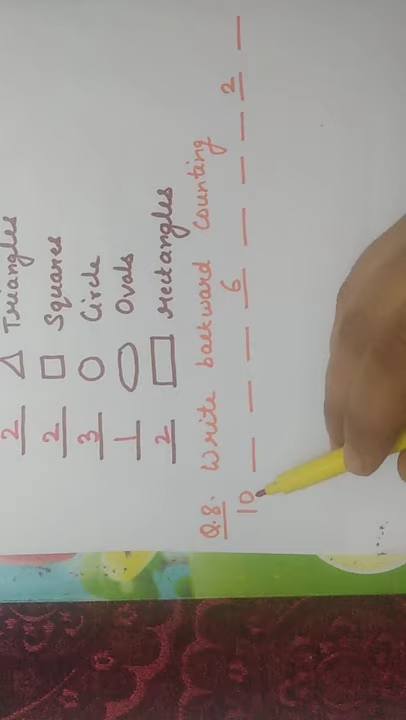 2 Triangles
2 Squares
3 Circle
1 Ovals
2 rectangles
Q.8. Write backward counting
10 _ _ _ 6 _ _ _ 2 _